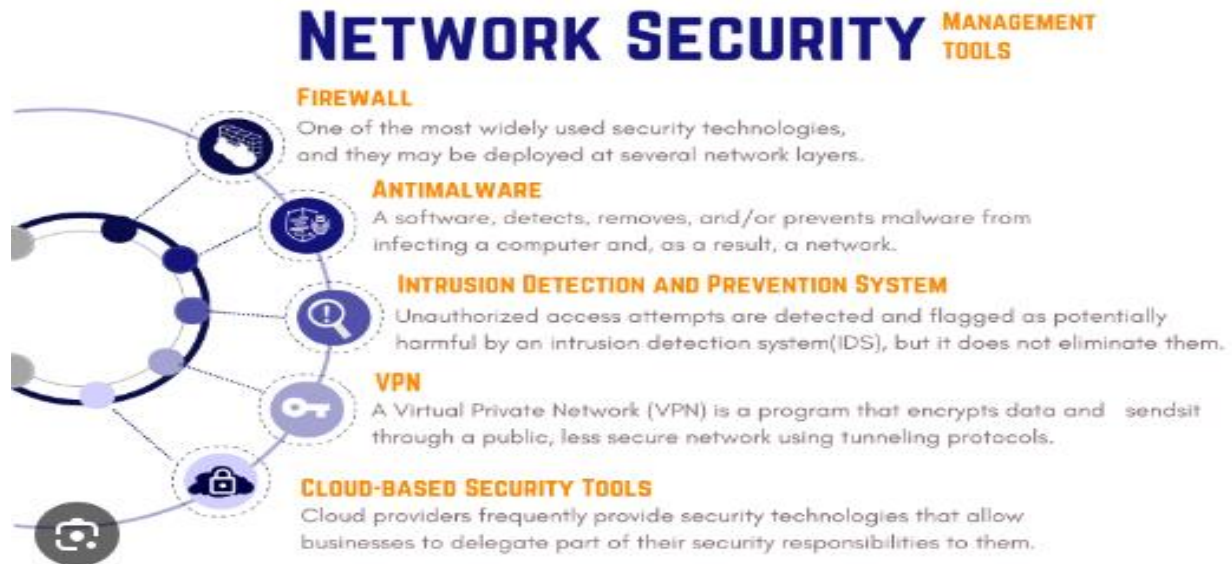 NETWORK SECURITY MANAGEMENT
TOOLS
FIREWALL
One of the most widely used security technologies,
and they may be deployed at several network layers.
ANTIMALWARE
A software, detects, removes, and/or prevents malware from
infecting a computer and, as a result, a network.
INTRUSION DETECTION AND PREVENTION SYSTEM
Unauthorized access attempts are detected and flagged as potentially
harmful by an intrusion detection system(IDS), but it does not eliminate them.
VPN
A Virtual Private Network (VPN) is a program that encrypts data and sendsit
through a public, less secure network using tunneling protocols.
CLOUD-BASED SECURITY TOOLS
Cloud providers frequently provide security technologies that allow
businesses to delegate part of their security responsibilities to them.